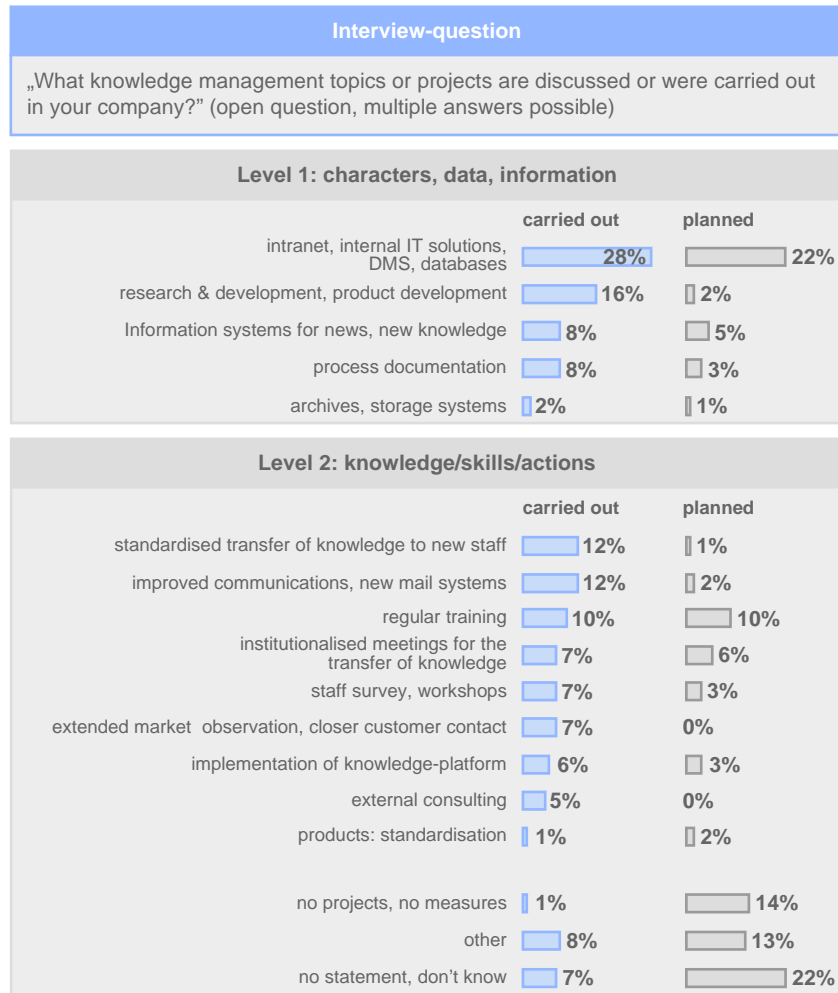 Interview-question
„What knowledge management topics or projects are discussed or were carried out
in your company?” (open question, multiple answers possible)
Level 1: characters, data, information
carried out planned
intranet, internal IT solutions,
DMS, databases 28% 22%
research & development, product development 16% 2%
Information systems for news, new knowledge 8% 5%
process documentation 8% 3%
archives, storage systems 2% 1%
Level 2: knowledge/skills/actions
carried out planned
standardised transfer of knowledge to new staff 12% 1%
improved communications, new mail systems 12% 2%
regular training 10% 10%
institutionalised meetings for the
transfer of knowledge 7% 6%
staff survey, workshops 7% 3%
extended market observation, closer customer contact 7% 0%
implementation of knowledge-platform 6% 3%
external consulting 5% 0%
products: standardisation 1% 2%
no projects, no measures 1% 14%
other 8% 13%
no statement, don't know 7% 22%